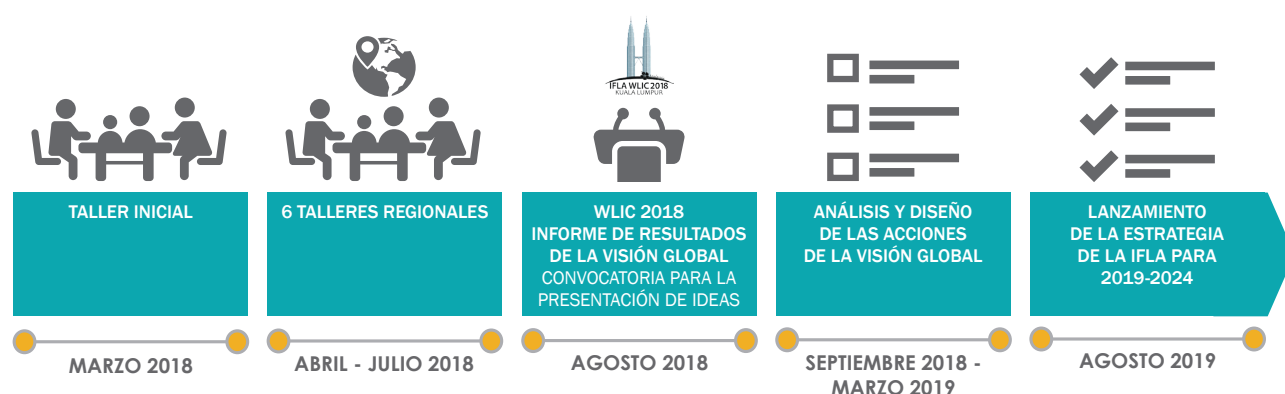 IFLA WLIC 2018
KUALA LUMPUR
TALLER INICIAL
MARZO 2018
6 TALLERES REGIONALES
ABRIL - JULIO 2018
WLIC 2018
INFORME DE RESULTADOS
DE LA VISIÓN GLOBAL
CONVOCATORIA PARA LA
PRESENTACIÓN DE IDEAS
AGOSTO 2018
ANÁLISIS Y DISEÑO
DE LAS ACCIONES
DE LA VISIÓN GLOBAL
SEPTIEMBRE 2018 -
MARZO 2019
LANZAMIENTO
DE LA ESTRATEGIA
DE LA IFLA PARA
2019-2024
AGOSTO 2019